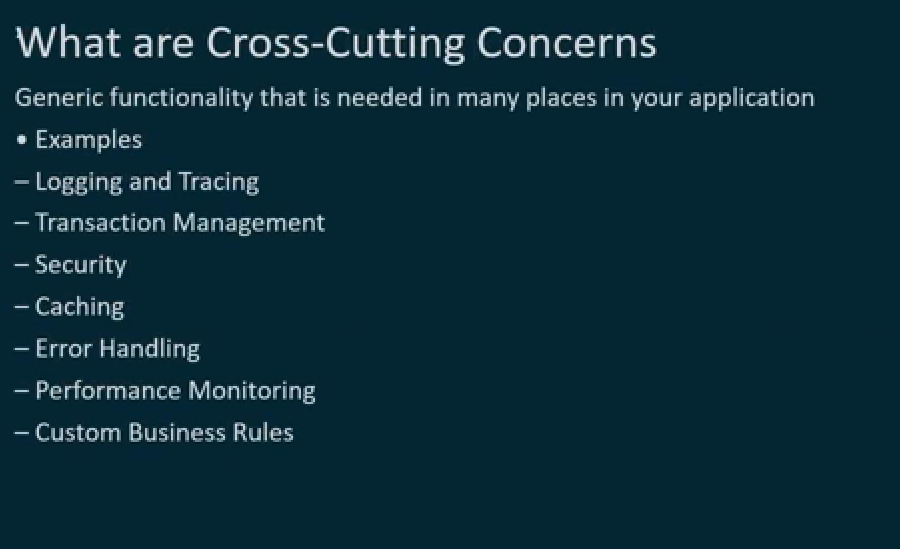 What are Cross-Cutting Concerns
Generic functionality that is needed in many places in your application
• Examples
– Logging and Tracing
– Transaction Management
– Security
– Caching
– Error Handling
– Performance Monitoring
– Custom Business Rules